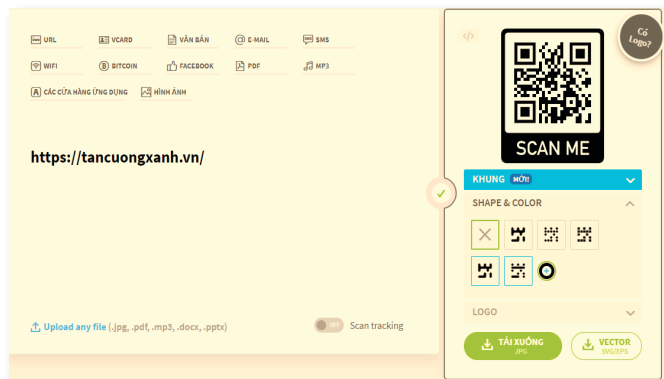 URL VCARD VĂN BẢN E-MAIL SMS
WIFI BITCOIN FACEBOOK PDF MP3
CÁC CỬA HÀNG ỨNG DỤNG HÌNH ẢNH
https://tancuongxanh.vn/
Upload any file (.jpg, .pdf, .mp3, .docx, .pptx)
OFF Scan tracking
</> Có
Logo?
SCAN ME
KHUNG MỚI!
SHAPE & COLOR
LOGO
TẢI XUỐNG
JPG
VECTOR
SVG/EPS